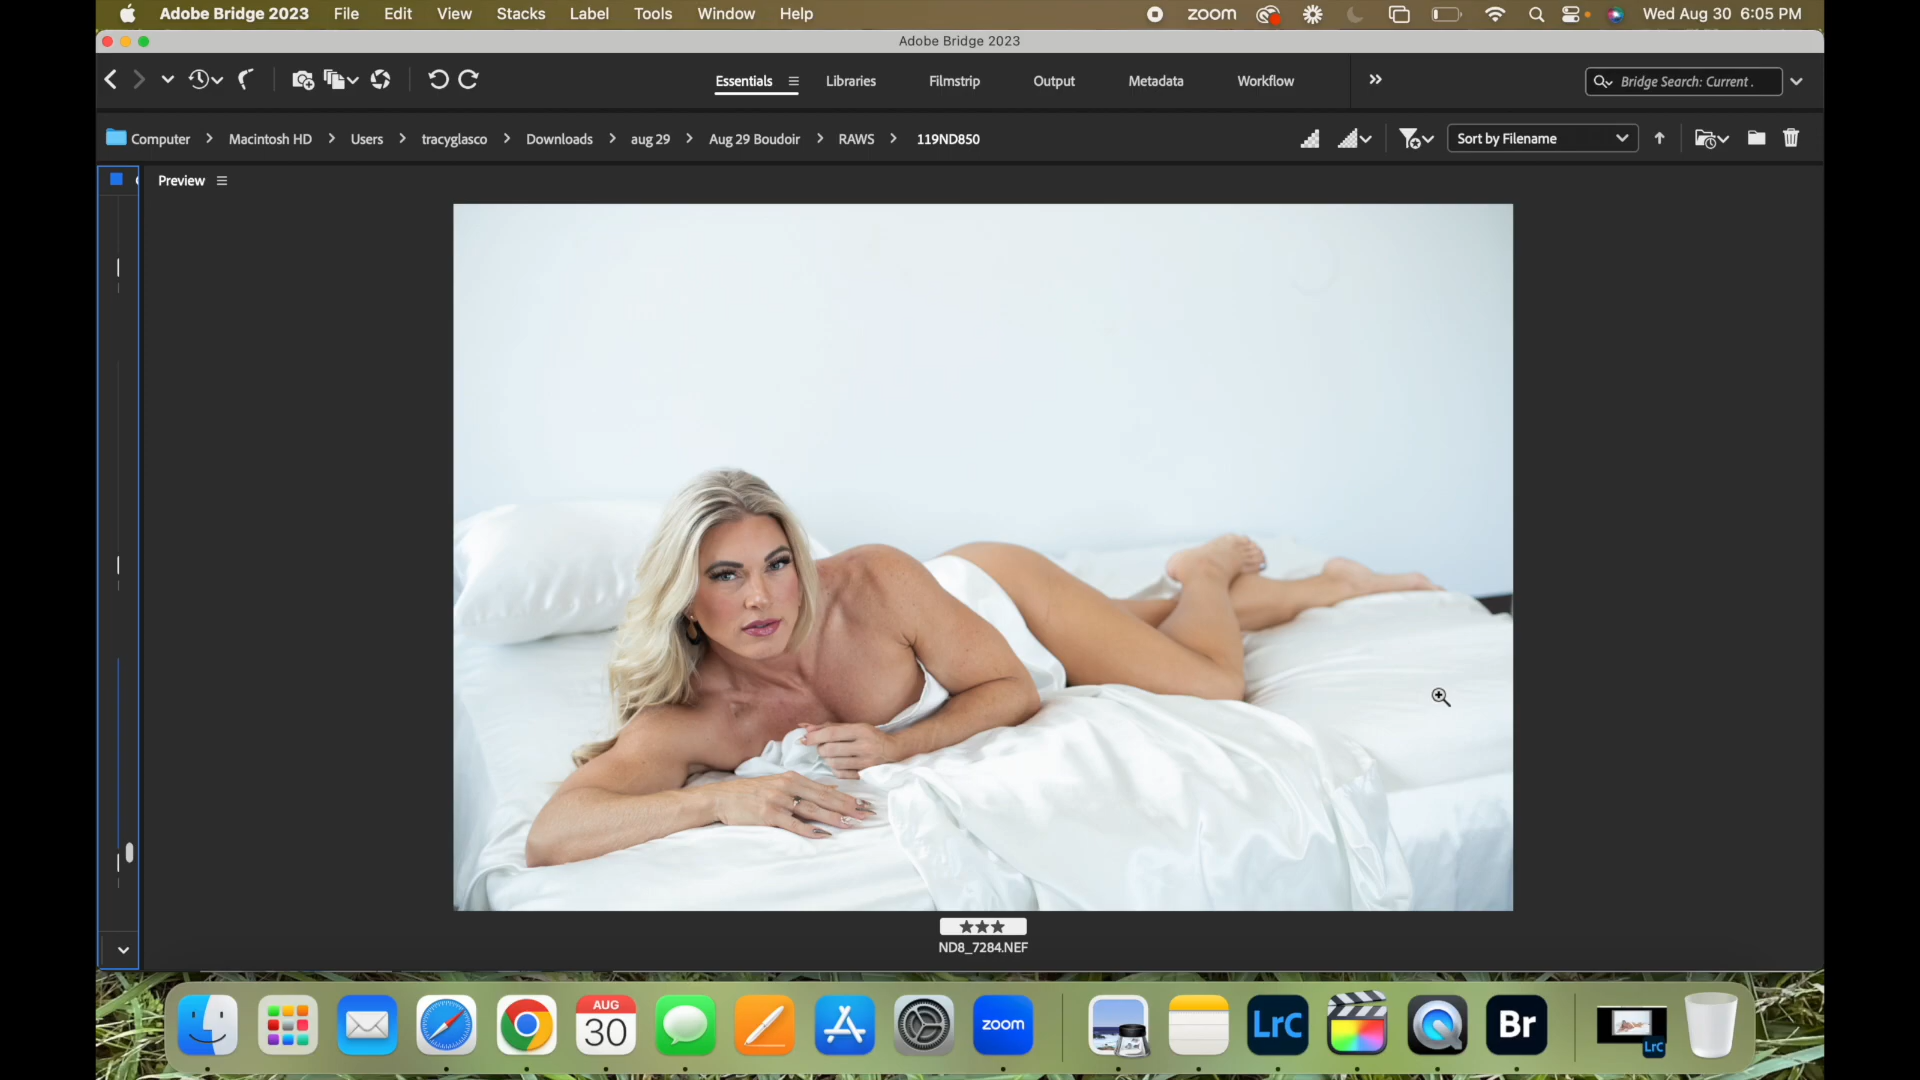 Adobe Bridge 2023 File Edit View Stacks Label Tools Window Help zoom Wed Aug 30 6:05 PM
Adobe Bridge 2023
Essentials Libraries Filmstrip Output Metadata Workflow Bridge Search: Current .
Computer > Macintosh HD > Users > tracyglasco > Downloads > aug 29 > Aug 29 Boudoir > RAWS > 119ND850 Sort by Filename
Preview
ND8_7284.NEF
AUG
30
zoom
LrC
Br
LrC